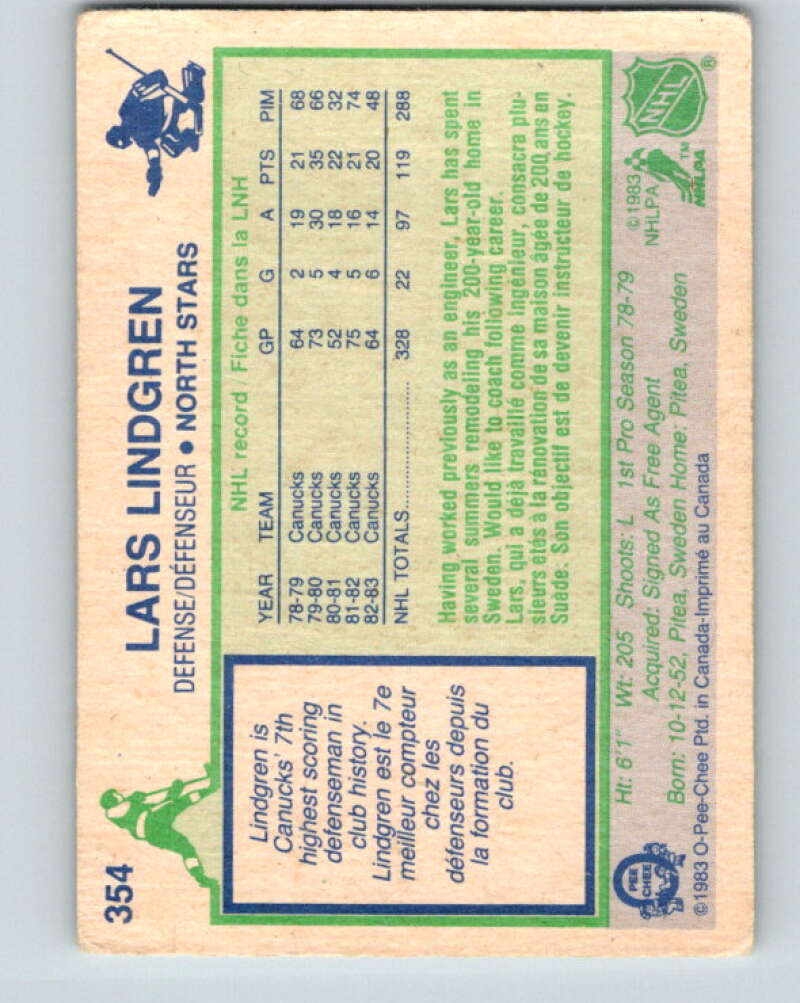 354
LARS LINDGREN
DEFENSE/DÉFENSEUR • NORTH STARS
Lindgren is
Canucks' 7th
highest scoring
defenseman in
club history.
Lindgren est le 7e
meilleur compteur
chez les
défenseurs depuis
la formation du
club.
NHL record / Fiche dans la LNH
YEAR TEAM GP G A PTS PIM
78-79 Canucks 64 2 19 21 68
79-80 Canucks 73 5 30 35 66
80-81 Canucks 52 4 18 22 32
81-82 Canucks 75 5 16 21 74
82-83 Canucks 64 6 14 20 48
NHL TOTALS.................... 328 22 97 119 288
Having worked previously as an engineer, Lars has spent
several summers remodeling his 200-year-old home in
Sweden. Would like to coach following career.
Lars, qui a déjà travaillé comme ingénieur, consacra plu-
sieurs étés à la rénovation de sa maison âgée de 200 ans en
Suède. Son objectif est de devenir instructeur de hockey.
Ht: 6'1" Wt: 205 Shoots: L 1st Pro Season 78-79
Acquired: Signed As Free Agent
Born: 10-12-52, Pitea, Sweden Home: Pitea, Sweden
©1983
NHLPA
TM
NHLPA
NHL
®
O
PEE
CHEE
©1983 O-Pee-Chee Ptd. in Canada-Imprimé au Canada